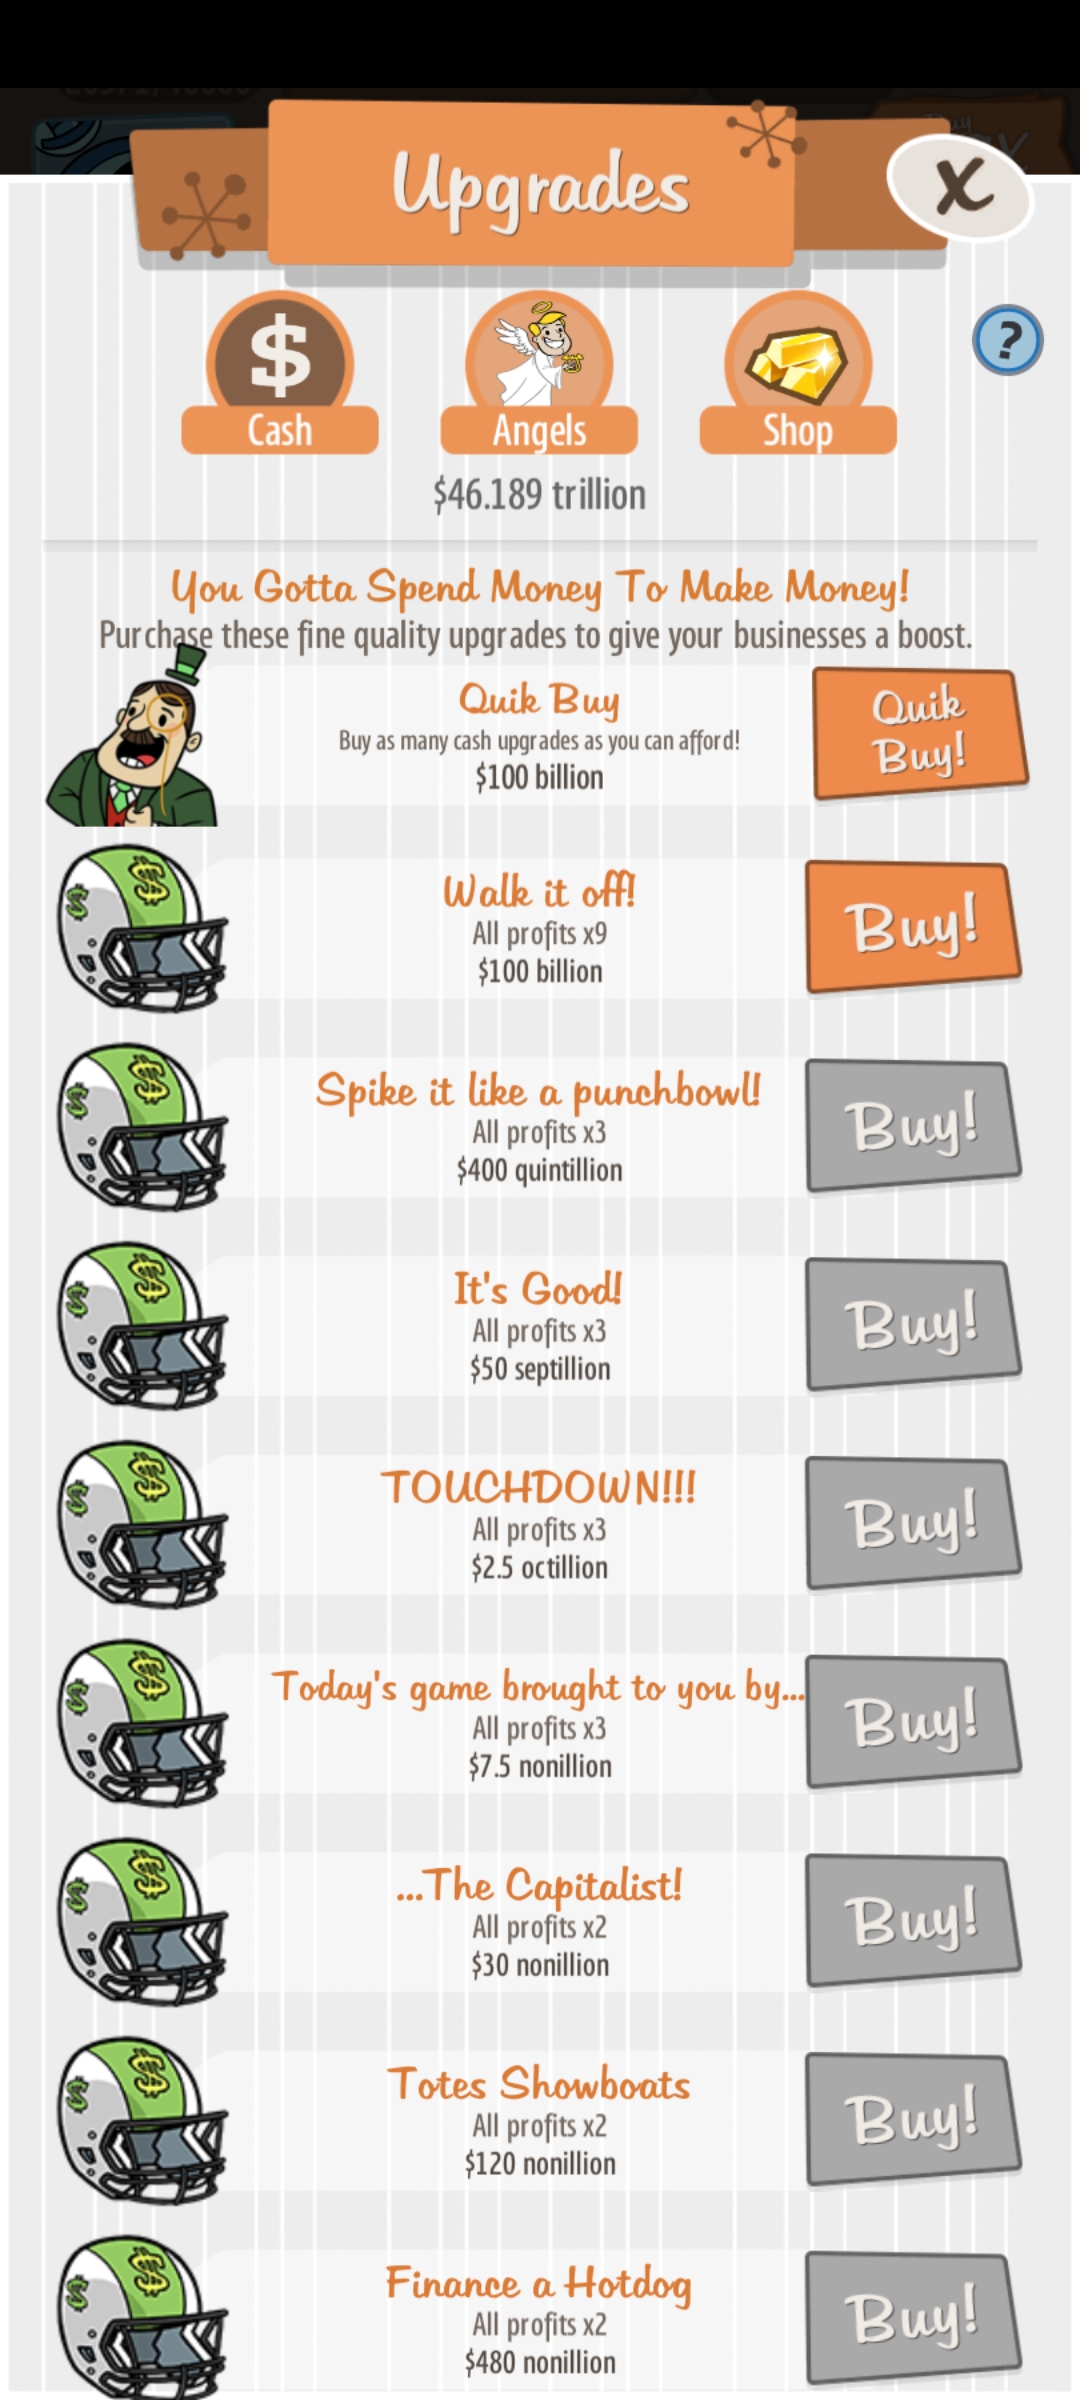 Upgrades
X
?
Cash
Angels
Shop
$46.189 trillion
You Gotta Spend Money To Make Money!
Purchase these fine quality upgrades to give your businesses a boost.
Quik Buy
Buy as many cash upgrades as you can afford!
$100 billion
Quik
Buy!
Walk it off!
All profits x9
$100 billion
Buy!
Spike it like a punchbowl!
All profits x3
$400 quintillion
Buy!
It's Good!
All profits x3
$50 septillion
Buy!
TOUCHDOWN!!!
All profits x3
$2.5 octillion
Buy!
Today's game brought to you by...
All profits x3
$7.5 nonillion
Buy!
...The Capitalist!
All profits x2
$30 nonillion
Buy!
Totes Showboats
All profits x2
$120 nonillion
Buy!
Finance a Hotdog
All profits x2
$480 nonillion
Buy!